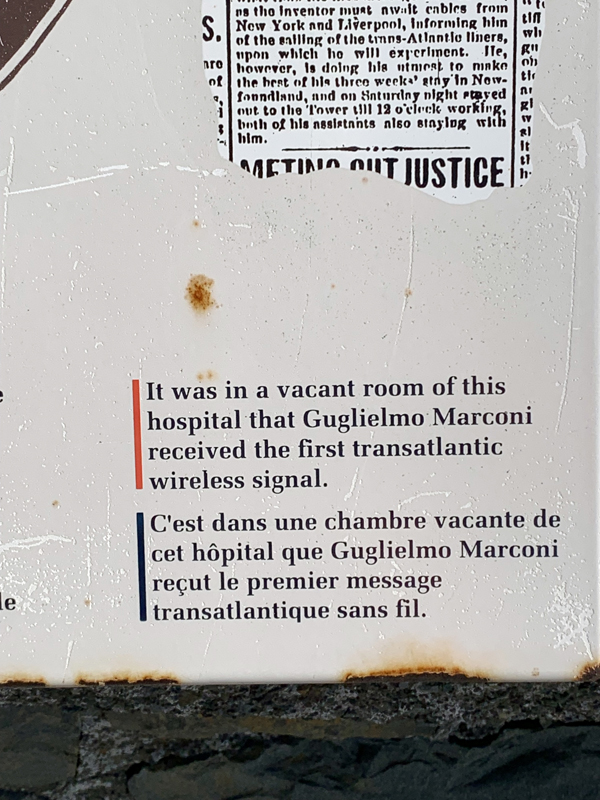 as the inventor must await cables from
New York and Liverpool, informing him
of the sailing of the trans-Atlantic liners,
upon which he will experiment. He,
however, is doing his utmost to make
the best of his three weeks' stay in New-
foundland, and on Saturday night stayed
out to the Tower till 12 o'clock working,
both of his assistants also staying with
him.
METING OUT JUSTICE
S.
of
It was in a vacant room of this
hospital that Guglielmo Marconi
received the first transatlantic
wireless signal.
C'est dans une chambre vacante de
cet hôpital que Guglielmo Marconi
reçut le premier message
transatlantique sans fil.